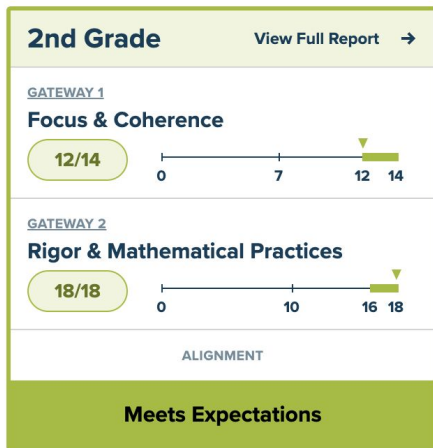 2nd Grade View Full Report →
GATEWAY 1
Focus & Coherence
12/14
0 7 12 14
GATEWAY 2
Rigor & Mathematical Practices
18/18
0 10 16 18
ALIGNMENT
Meets Expectations